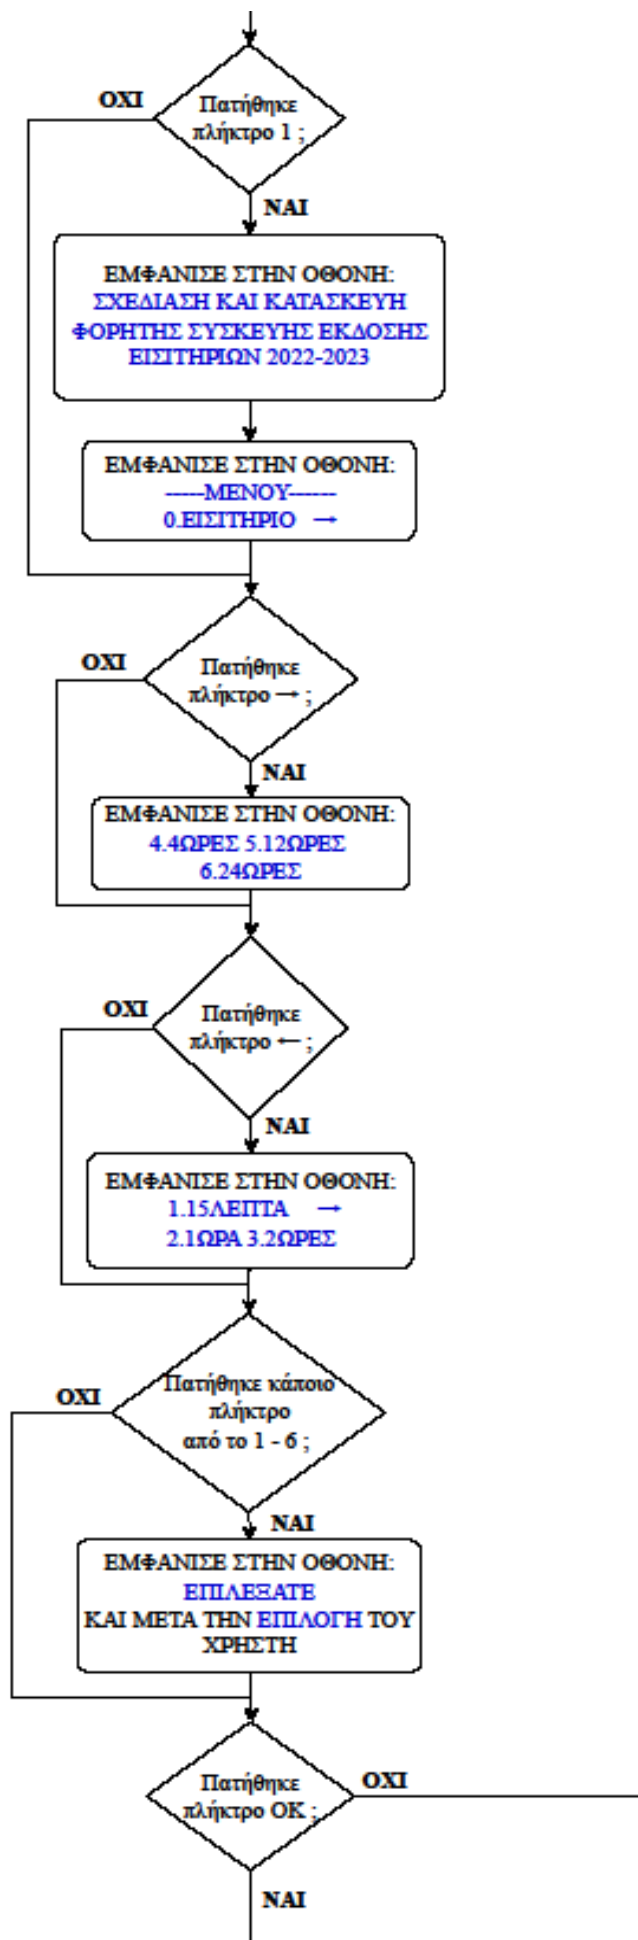 Πατήθηκε
πλήκτρο 1 ;
ΟΧΙ
ΝΑΙ
ΕΜΦΑΝΙΣΕ ΣΤΗΝ ΟΘΟΝΗ:
ΣΧΕΔΙΑΣΗ ΚΑΙ ΚΑΤΑΣΚΕΥΗ
ΦΟΡΗΤΗΣ ΣΥΣΚΕΥΗΣ ΕΚΔΟΣΗΣ
ΕΙΣΙΤΗΡΙΩΝ 2022-2023
ΕΜΦΑΝΙΣΕ ΣΤΗΝ ΟΘΟΝΗ:
-----ΜΕΝΟΥ------
0.ΕΙΣΙΤΗΡΙΟ →
ΟΧΙ
Πατήθηκε
πλήκτρο → ;
ΝΑΙ
ΕΜΦΑΝΙΣΕ ΣΤΗΝ ΟΘΟΝΗ:
4.4ΩΡΕΣ 5.12ΩΡΕΣ
6.24ΩΡΕΣ
ΟΧΙ
Πατήθηκε
πλήκτρο ← ;
ΝΑΙ
ΕΜΦΑΝΙΣΕ ΣΤΗΝ ΟΘΟΝΗ:
1.15ΛΕΠΤΑ →
2.1ΩΡΑ 3.2ΩΡΕΣ
ΟΧΙ
Πατήθηκε κάποιο
πλήκτρο
από το 1 - 6 ;
ΝΑΙ
ΕΜΦΑΝΙΣΕ ΣΤΗΝ ΟΘΟΝΗ:
ΕΠΙΛΕΞΑΤΕ
ΚΑΙ ΜΕΤΑ ΤΗΝ ΕΠΙΛΟΓΗ ΤΟΥ
ΧΡΗΣΤΗ
Πατήθηκε
πλήκτρο ΟΚ ;
ΟΧΙ
ΝΑΙ